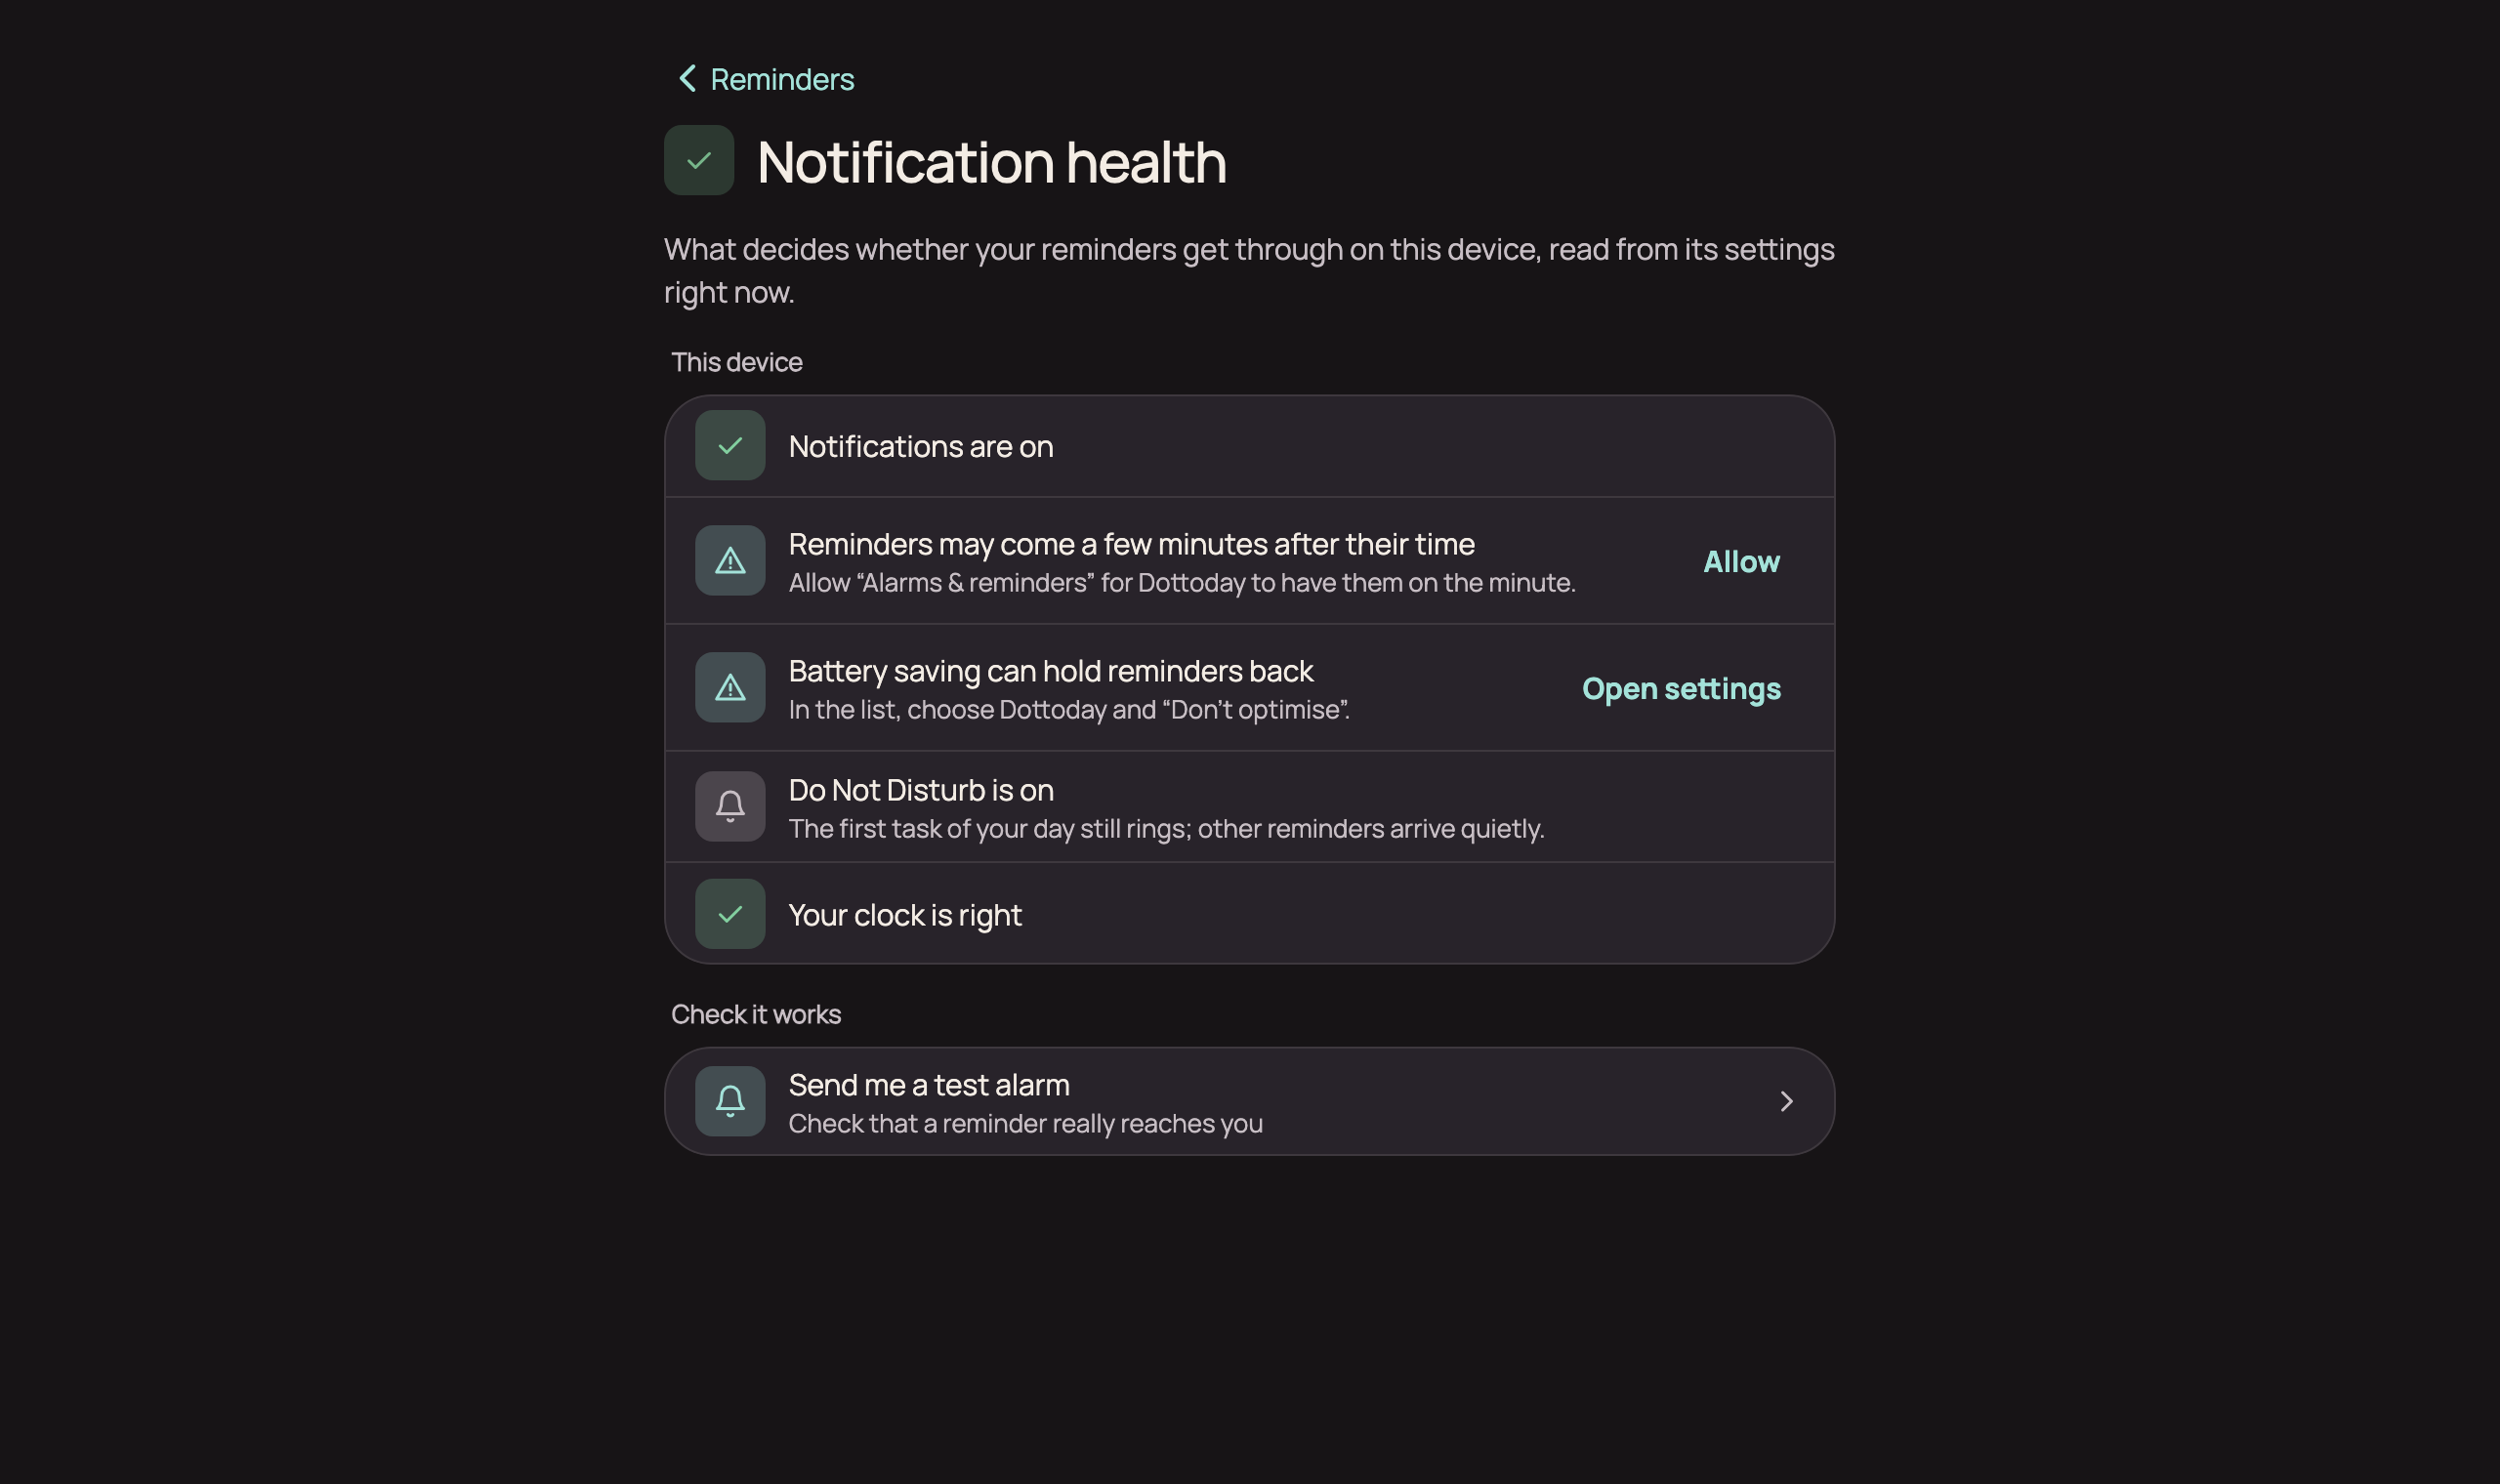 Reminders
Notification health
What decides whether your reminders get through on this device, read from its settings
right now.
This device
Notifications are on
Reminders may come a few minutes after their time
Allow “Alarms & reminders” for Dottoday to have them on the minute.
Allow
Battery saving can hold reminders back
In the list, choose Dottoday and “Don’t optimise”.
Open settings
Do Not Disturb is on
The first task of your day still rings; other reminders arrive quietly.
Your clock is right
Check it works
Send me a test alarm
Check that a reminder really reaches you